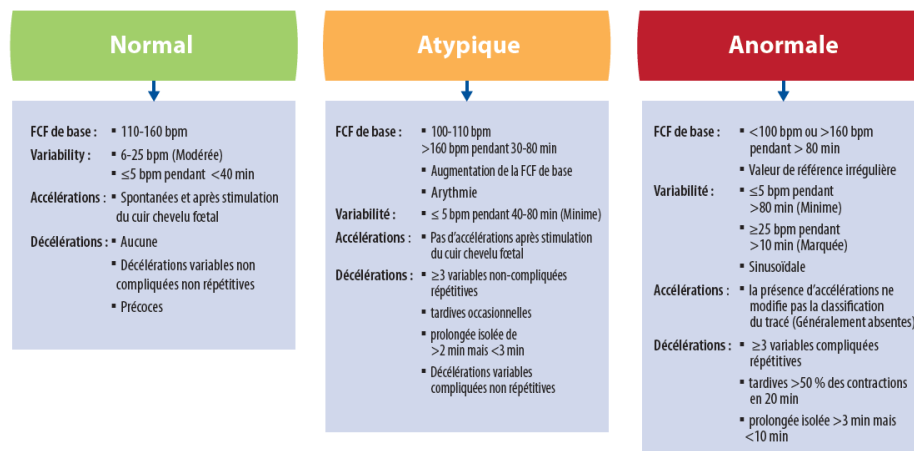 Normal
FCF de base : ▪ 110-160 bpm
Variability : ▪ 6-25 bpm (Modérée)
▪ ≤5 bpm pendant <40 min
Accélérations : ▪ Spontanées et après stimulation
du cuir chevelu fœtal
Décélérations : ▪ Aucune
▪ Décélérations variables non
compliquées non répétitives
▪ Précoces
Atypique
FCF de base : ▪ 100-110 bpm
>160 bpm pendant 30-80 min
▪ Augmentation de la FCF de base
▪ Arythmie
Variabilité : ▪ ≤ 5 bpm pendant 40-80 min (Minime)
Accélérations : ▪ Pas d’accélérations après stimulation
du cuir chevelu fœtal
Décélérations : ▪ ≥3 variables non-compliquées
répétitives
▪ tardives occasionnelles
▪ prolongée isolée de
>2 min mais <3 min
▪ Décélérations variables
compliquées non répétitives
Anormale
FCF de base : ▪ <100 bpm ou >160 bpm
pendant > 80 min
▪ Valeur de référence irrégulière
Variabilité : ▪ ≤5 bpm pendant
>80 min (Minime)
▪ ≥25 bpm pendant
>10 min (Marquée)
▪ Sinusoïdale
Accélérations : ▪ la présence d’accélérations ne
modifie pas la classification
du tracé (Généralement absentes)
Décélérations : ▪ ≥3 variables compliquées
répétitives
▪ tardives >50 % des contractions
en 20 min
▪ prolongée isolée >3 min mais
<10 min